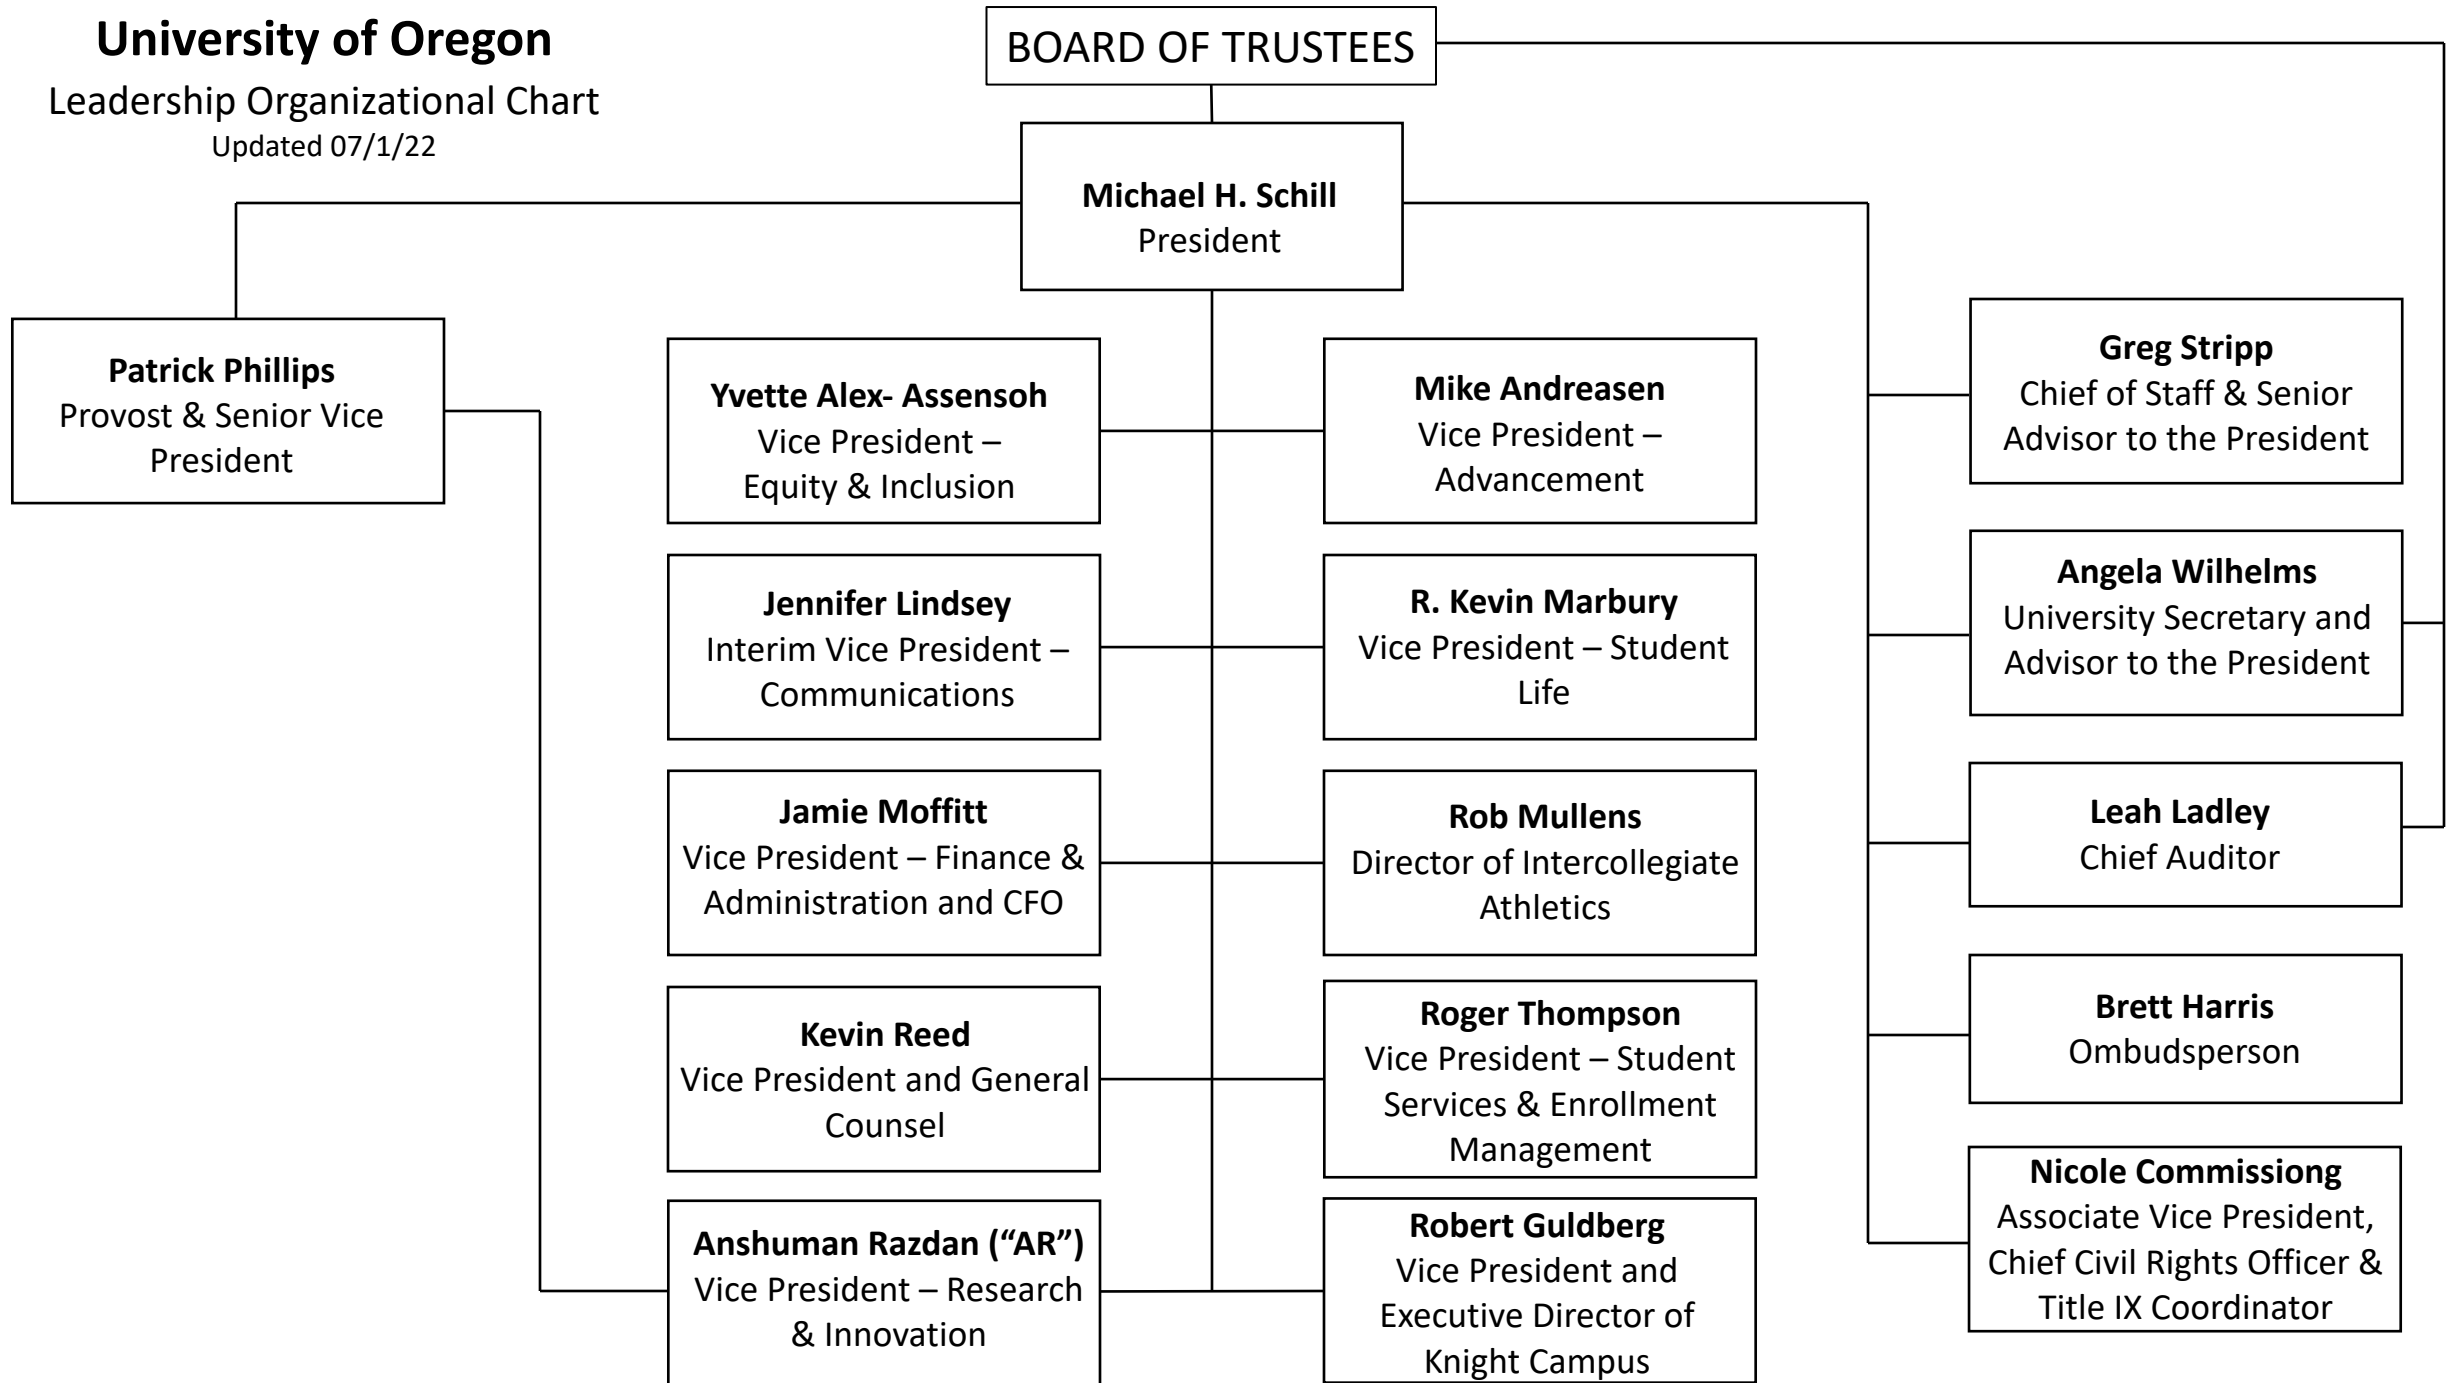 University of Oregon
Leadership Organizational Chart
Updated 07/1/22
BOARD OF TRUSTEES
Michael H. Schill
President
Patrick Phillips
Provost & Senior Vice
President
Yvette Alex- Assensoh
Vice President –
Equity & Inclusion
Mike Andreasen
Vice President –
Advancement
Greg Stripp
Chief of Staff & Senior
Advisor to the President
Jennifer Lindsey
Interim Vice President –
Communications
R. Kevin Marbury
Vice President – Student
Life
Angela Wilhelms
University Secretary and
Advisor to the President
Jamie Moffitt
Vice President – Finance &
Administration and CFO
Rob Mullens
Director of Intercollegiate
Athletics
Leah Ladley
Chief Auditor
Kevin Reed
Vice President and General
Counsel
Roger Thompson
Vice President – Student
Services & Enrollment
Management
Brett Harris
Ombudsperson
Anshuman Razdan (“AR”)
Vice President – Research
& Innovation
Robert Guldberg
Vice President and
Executive Director of
Knight Campus
Nicole Commissiong
Associate Vice President,
Chief Civil Rights Officer &
Title IX Coordinator